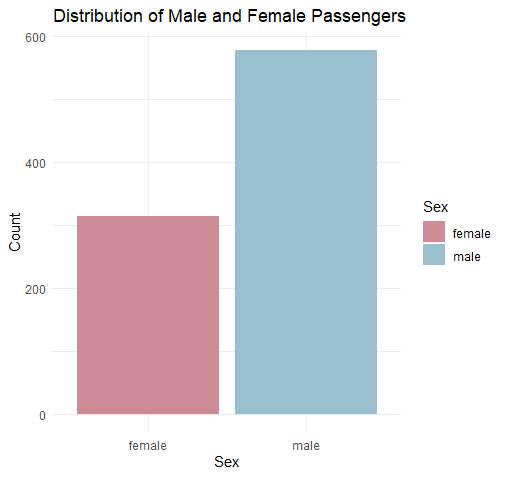 Distribution of Male and Female Passengers
600
400
200
0
Count
female
male
Sex
Sex
female
male